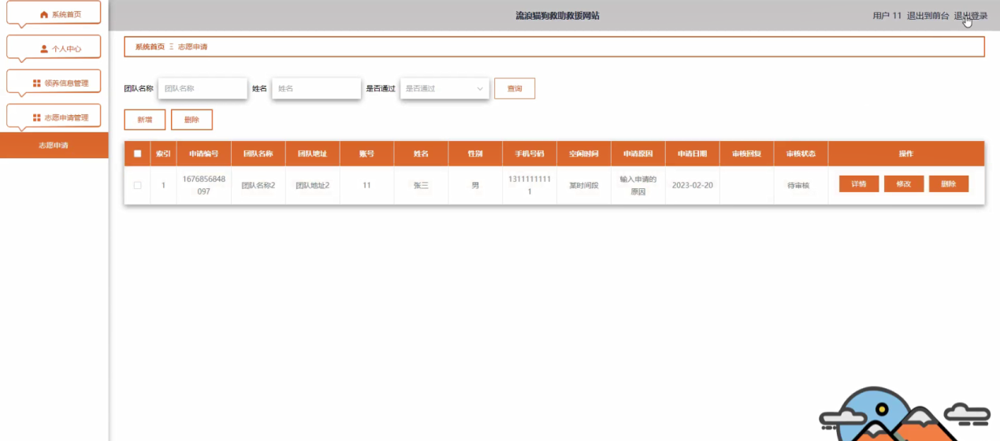 系统首页
个人中心
领养信息管理
志愿申请管理
志愿申请
流浪猫狗救助救援网站
用户 11 退出到前台 退出登录
系统首页 Ξ 志愿申请
团队名称 团队名称 姓名 姓名 是否通过 是否通过 查询
新增 删除
索引 申请编号 团队名称 团队地址 账号 姓名 性别 手机号码 空闲时间 申请原因 申请日期 审核回复 审核状态 操作
1 1676856848097 团队名称2 团队地址2 11 张三 男 13111111111 某时间段 输入申请的原因 2023-02-20 待审核 详情 修改 删除